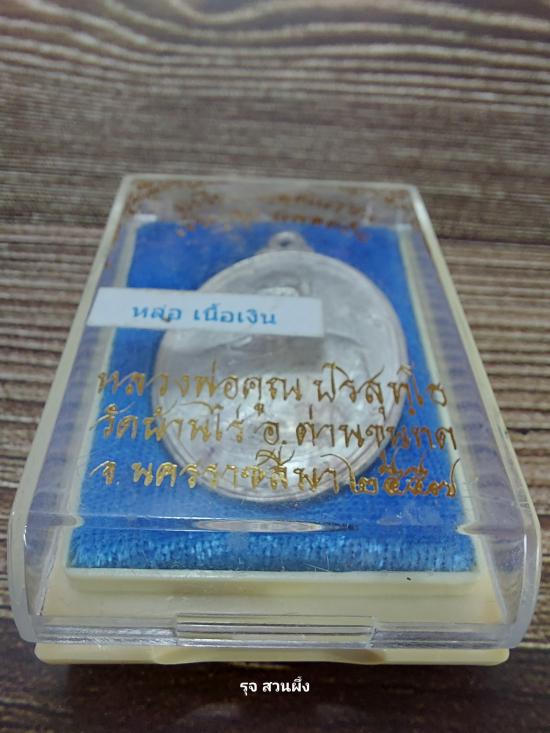 หล่อ เนื้อเงิน
หลวงพ่อคูณ ปริสุทฺโธ
วัดบ้านไร่ อ.ด่านขุนทด
จ.นครราชสีมา ๒๕๕๗
รุจ สวนผึ้ง